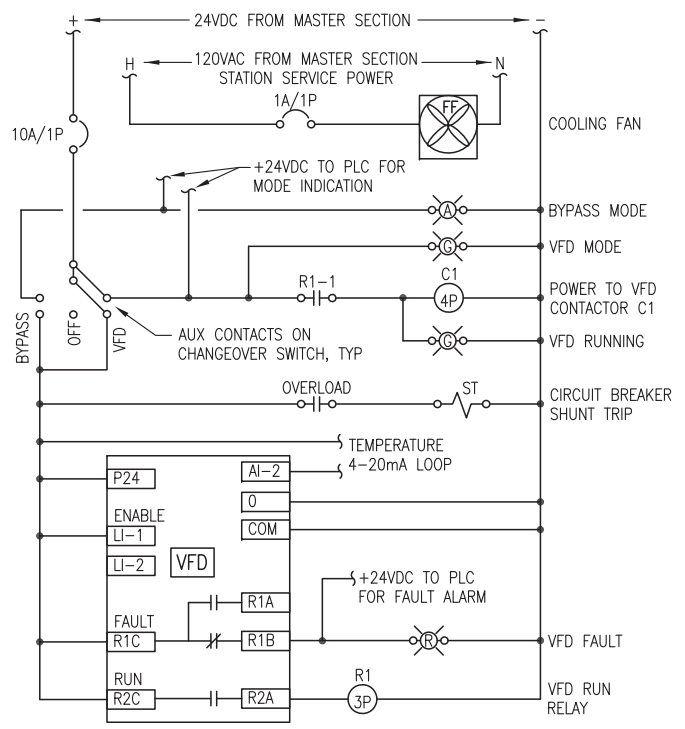 + 24VDC FROM MASTER SECTION −
H 120VAC FROM MASTER SECTION N
STATION SERVICE POWER
1A/1P
FF
10A/1P
COOLING FAN
+24VDC TO PLC FOR
MODE INDICATION
A
BYPASS MODE
G
VFD MODE
R1−1
C1
4P
POWER TO VFD
CONTACTOR C1
BYPASS
OFF
VFD
AUX CONTACTS ON
CHANGEOVER SWITCH, TYP
G
VFD RUNNING
OVERLOAD
ST
CIRCUIT BREAKER
SHUNT TRIP
TEMPERATURE
4−20mA LOOP
P24
AI−2
0
ENABLE
LI−1
COM
LI−2
VFD
+24VDC TO PLC
FOR FAULT ALARM
R1A
FAULT
R1C
R1B
R
VFD FAULT
RUN
R2C
R2A
R1
3P
VFD RUN
RELAY